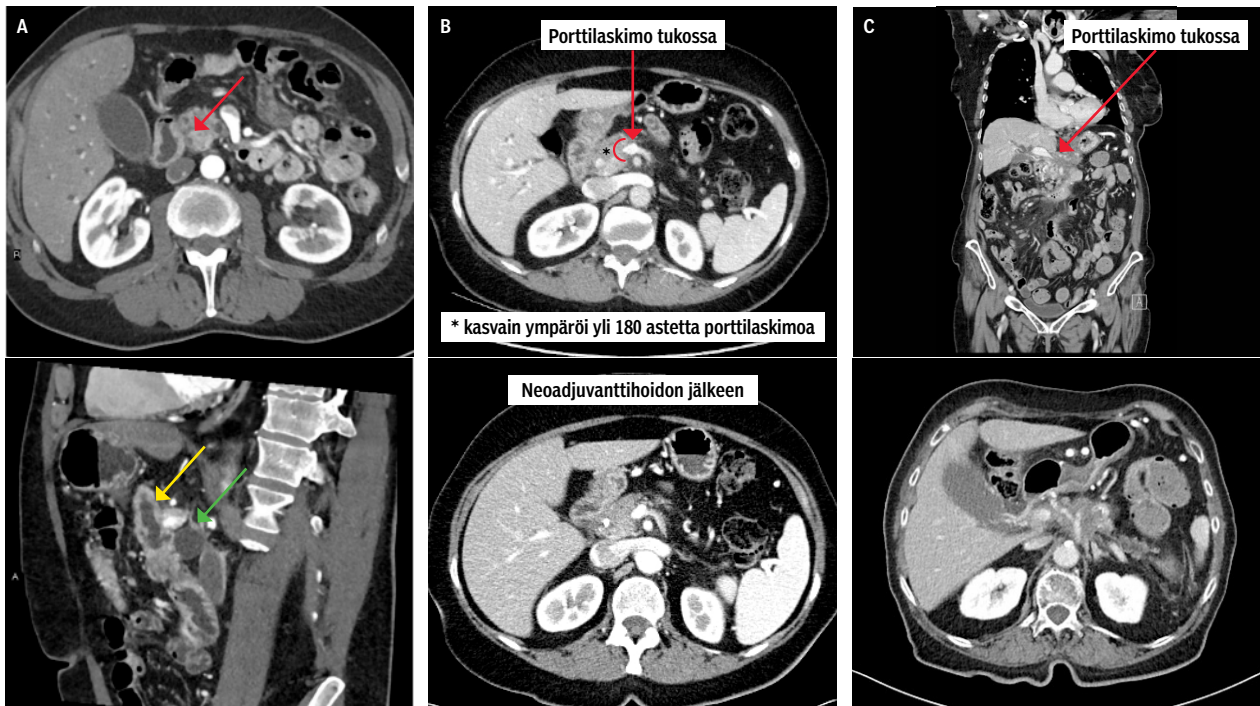 A
B
C
Porttilaskimo tukossa
Porttilaskimo tukossa
*
R
* kasvain ympäröi yli 180 astetta porttilaskimoa
A
Neoadjuvanttihoidon jälkeen
A